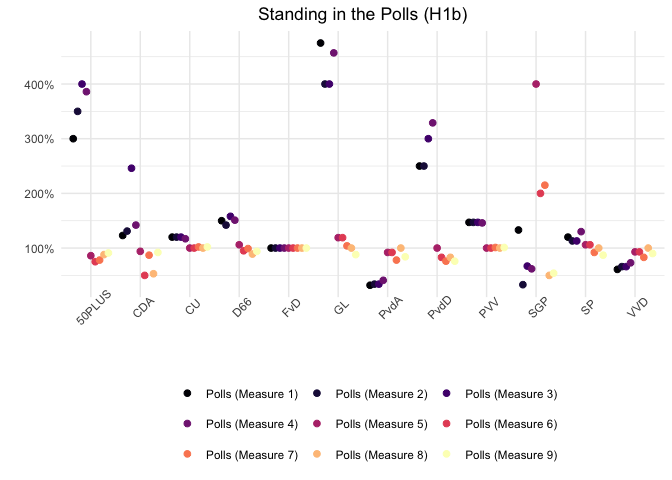 Standing in the Polls (H1b)
400%
300%
200%
100%
50PLUS CDA CU D66 FvD GL PvdA PvdD PVV SGP SP VVD
Polls (Measure 1) Polls (Measure 2) Polls (Measure 3)
Polls (Measure 4) Polls (Measure 5) Polls (Measure 6)
Polls (Measure 7) Polls (Measure 8) Polls (Measure 9)